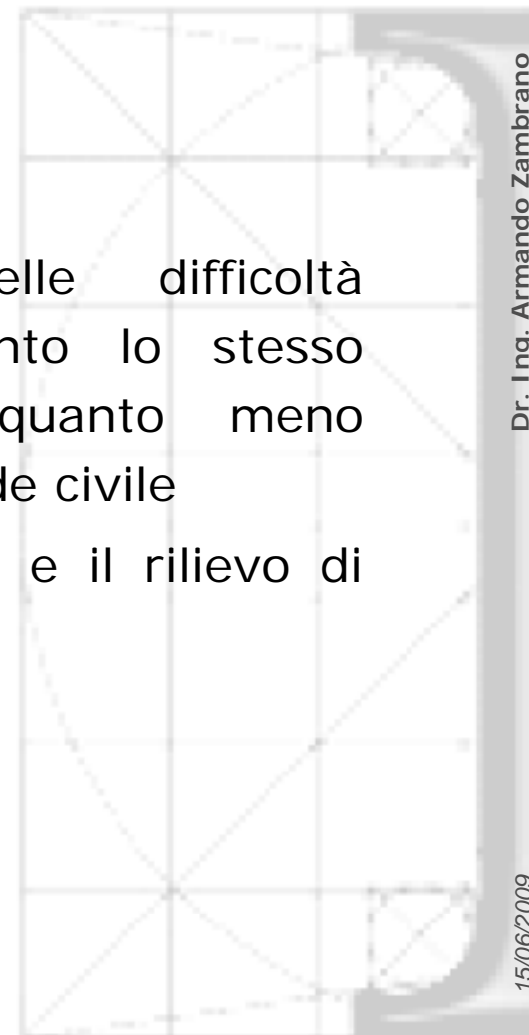 elle difficoltà
nto lo stesso
quanto meno
de civile
e il rilievo di
Dr. Ing. Armando Zambrano
15/06/2009